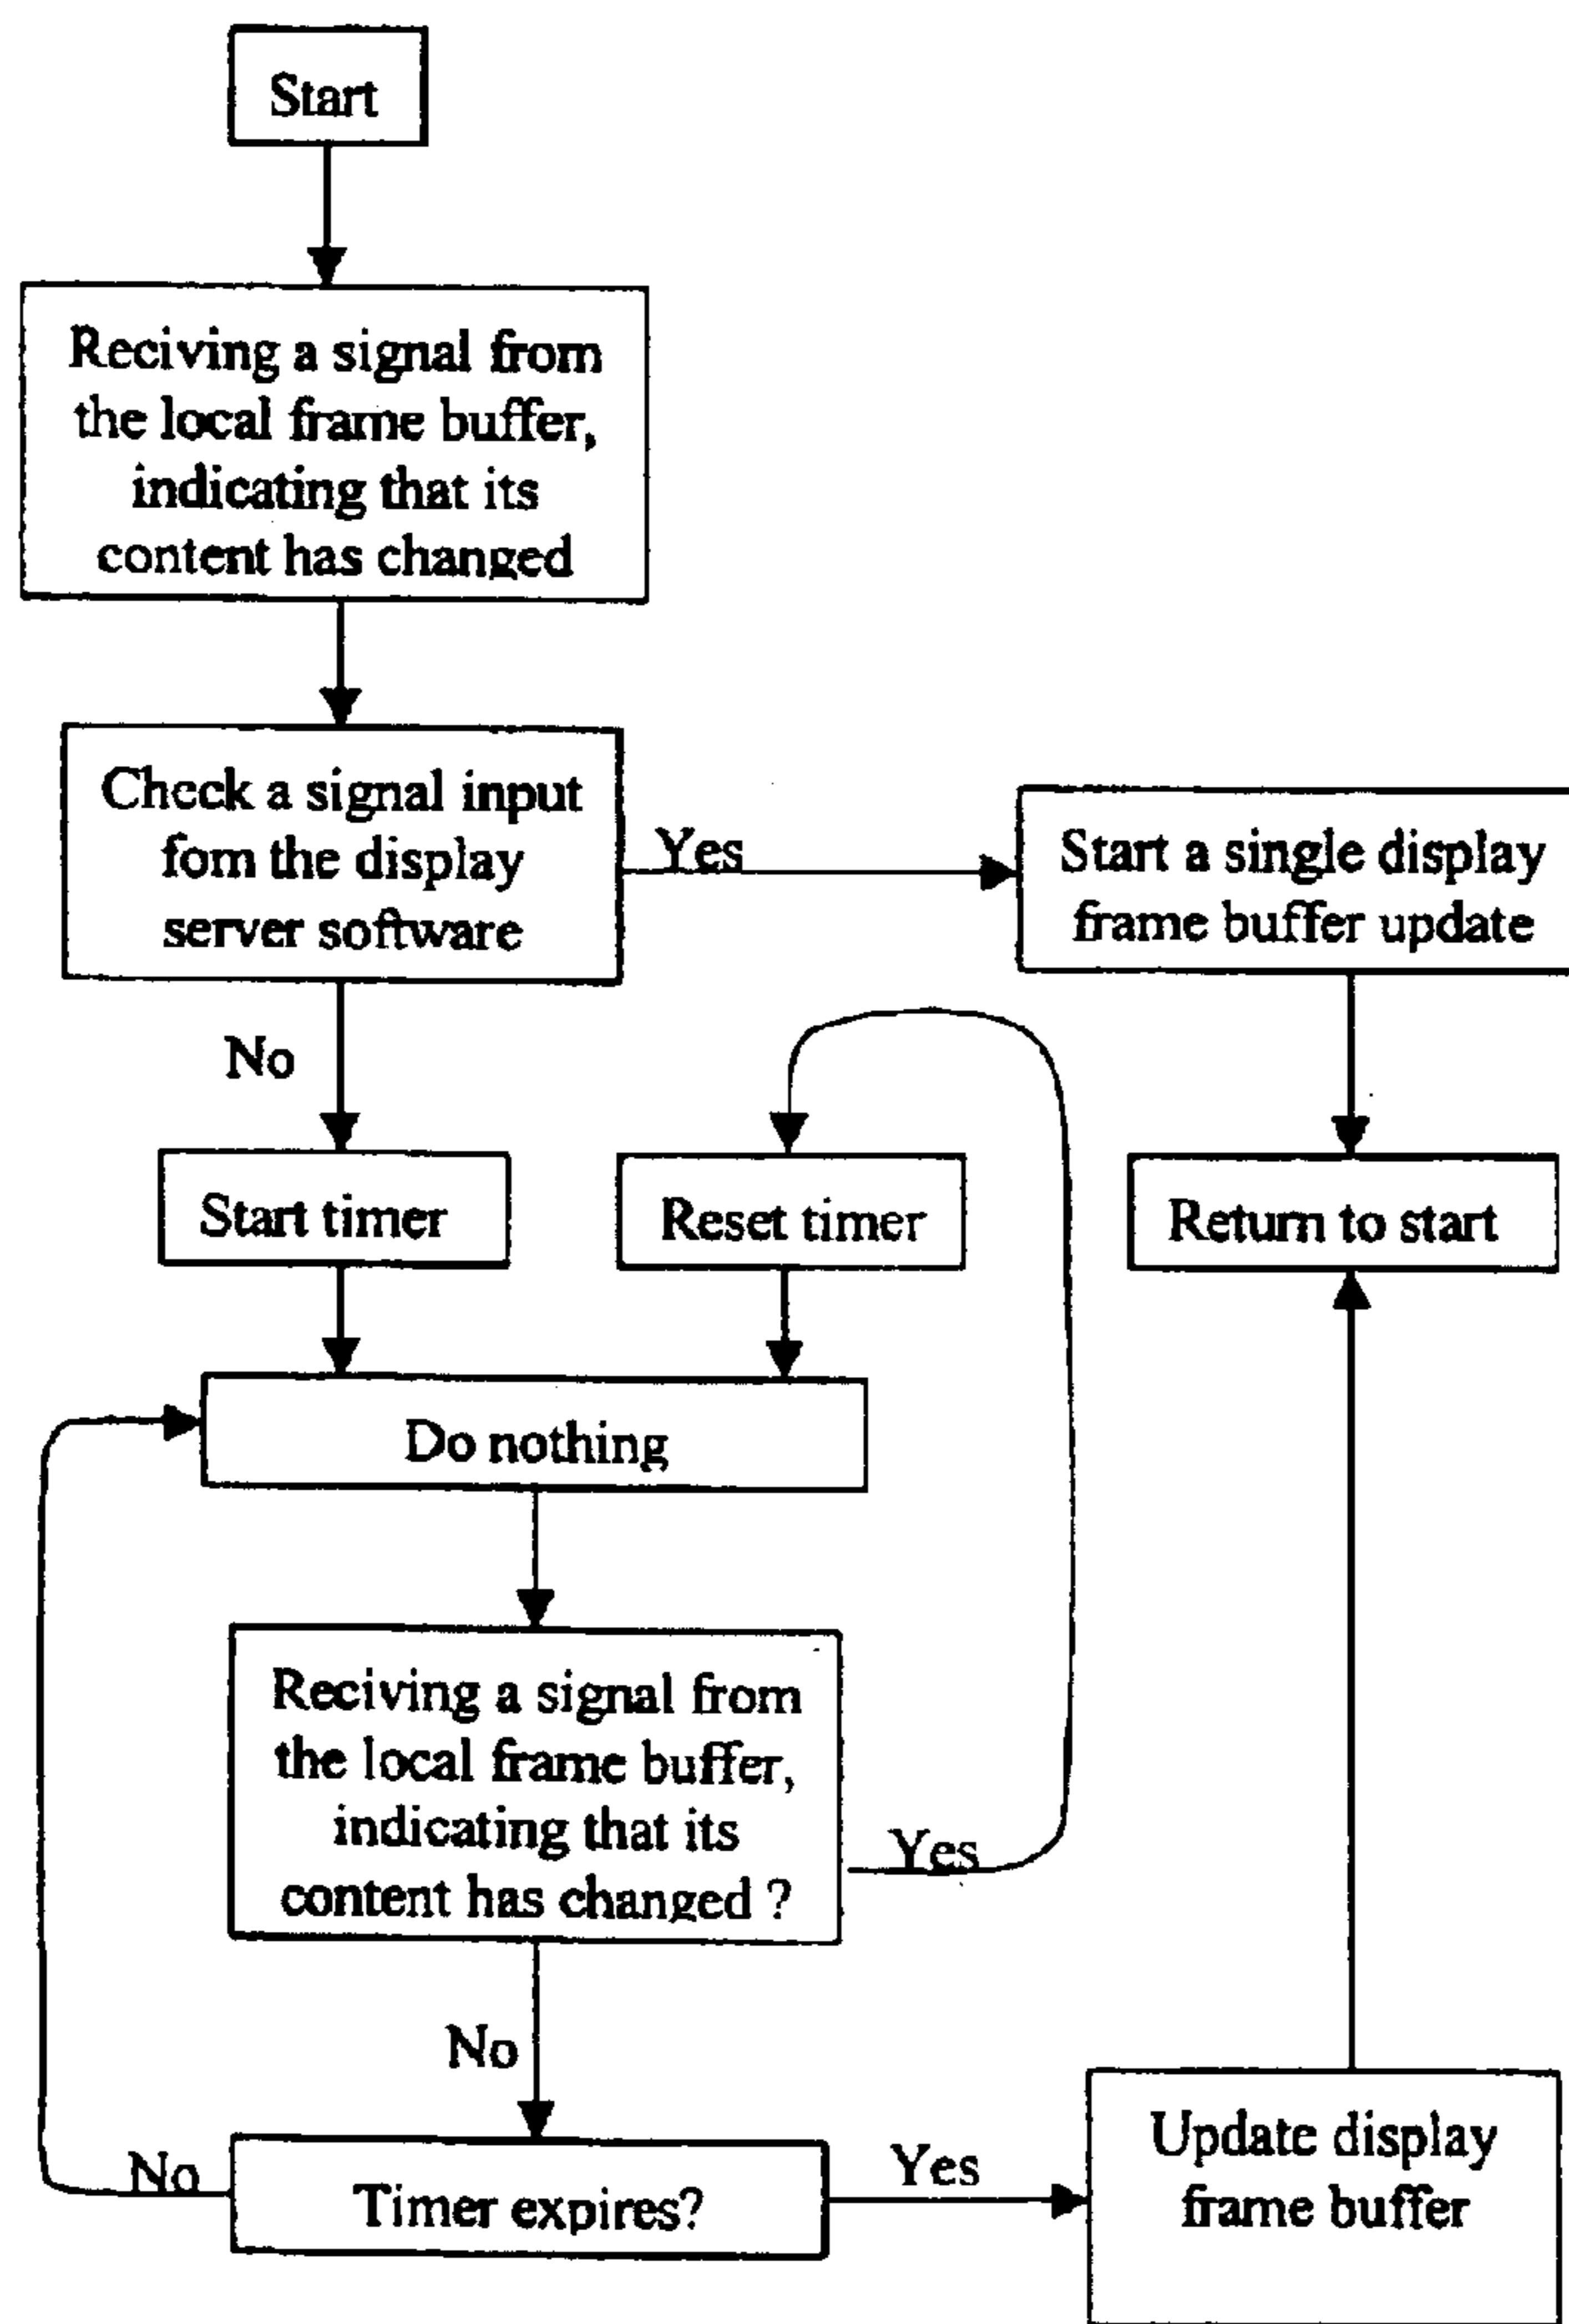 Start
Reciving a signal from
the local frame buffer,
indicating that its
content has changed
Check a signal input
fom the display
server software
Yes
Start a single display
frame buffer update
No
Start timer
Reset timer
Return to start
Do nothing
Reciving a signal from
the local frame buffer,
indicating that its
content has changed ?
Yes
No
No
Timer expires?
Yes
Update display
frame buffer